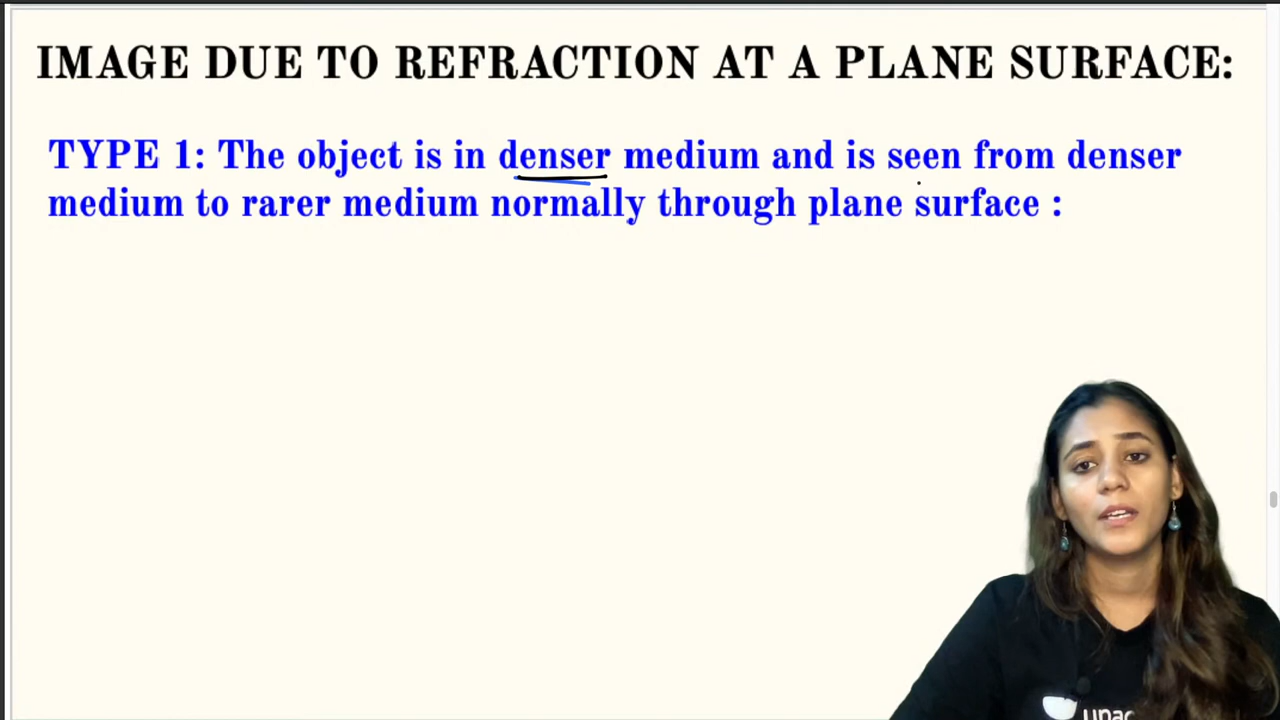 IMAGE DUE TO REFRACTION AT A PLANE SURFACE:
TYPE 1: The object is in denser medium and is seen from denser
medium to rarer medium normally through plane surface :